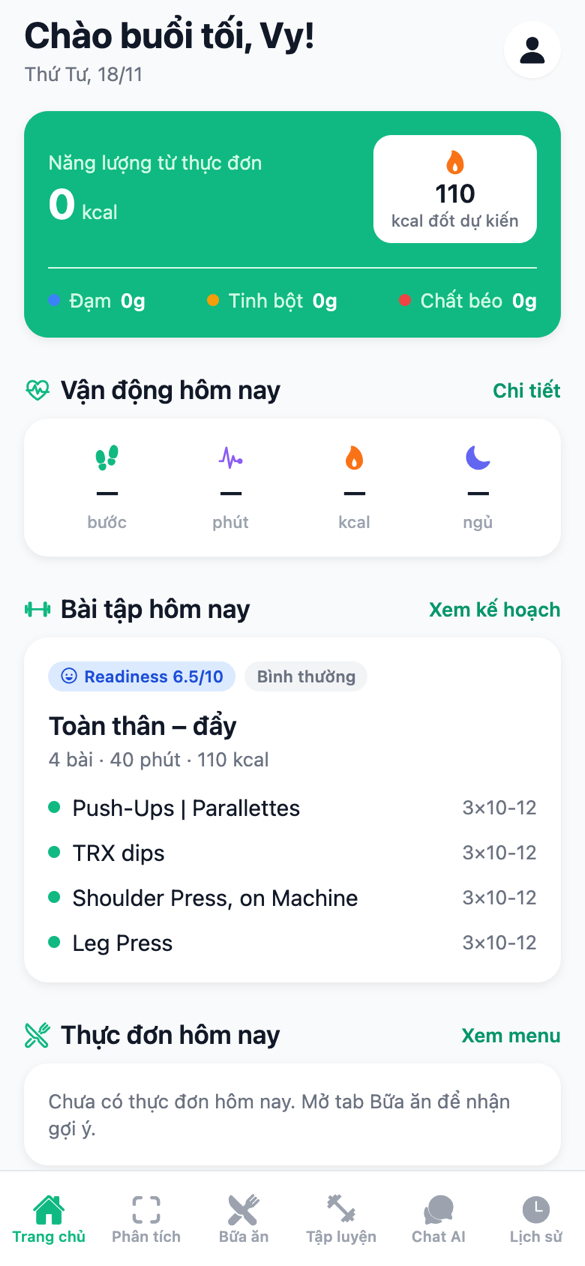 Chào buổi tối, Vy!
Thứ Tư, 18/11
Năng lượng từ thực đơn
0 kcal
110
kcal đốt dự kiến
Đạm 0g
Tinh bột 0g
Chất béo 0g
Vận động hôm nay
Chi tiết
— — — —
bước phút kcal ngủ
Bài tập hôm nay
Xem kế hoạch
Readiness 6.5/10
Bình thường
Toàn thân – đẩy
4 bài · 40 phút · 110 kcal
Push-Ups | Parallettes 3×10-12
TRX dips 3×10-12
Shoulder Press, on Machine 3×10-12
Leg Press 3×10-12
Thực đơn hôm nay
Xem menu
Chưa có thực đơn hôm nay. Mở tab Bữa ăn để nhận
gợi ý.
Trang chủ Phân tích Bữa ăn Tập luyện Chat AI Lịch sử